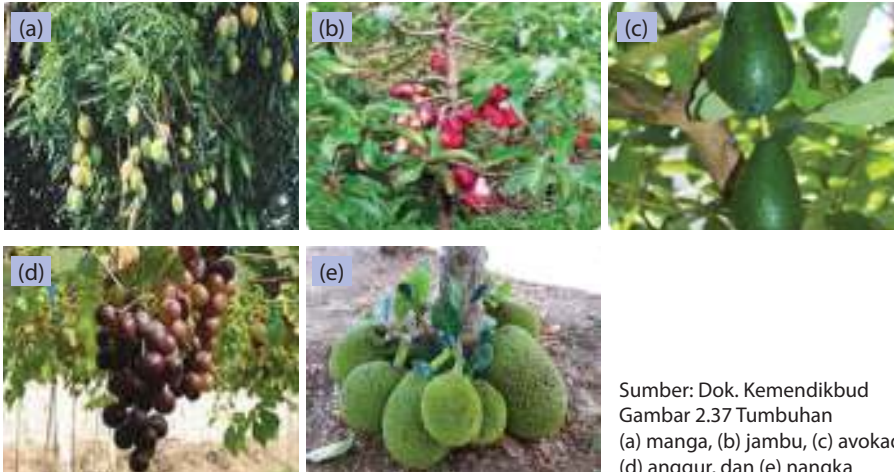 (a)
(b)
(c)
(d)
(e)
Sumber: Dok. Kemendikbud
Gambar 2.37 Tumbuhan
(a) manga, (b) jambu, (c) avokad
(d) anggur, dan (e) nangka